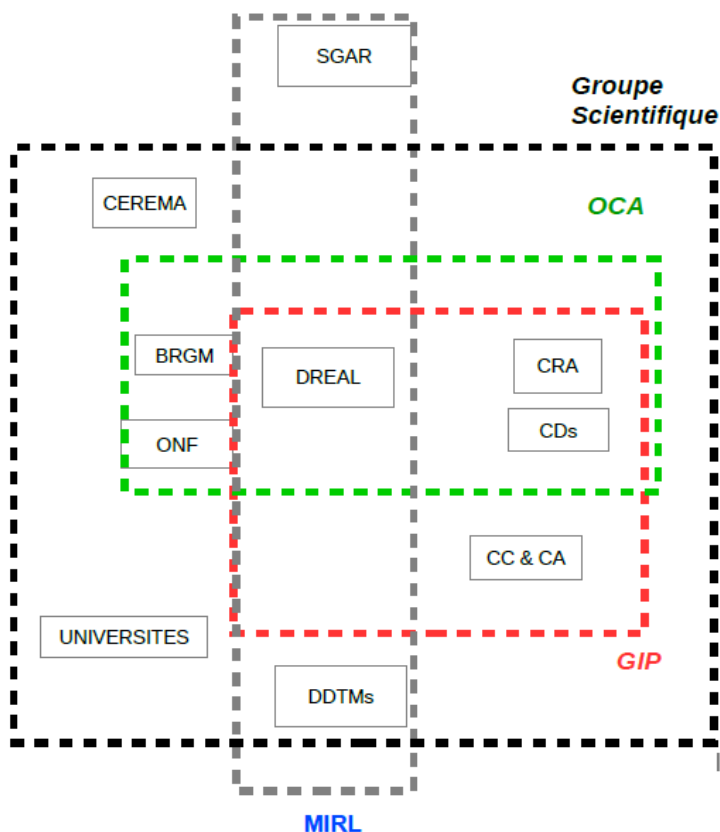 SGAR
Groupe
Scientifique
CEREMA
OCA
BRGM
DREAL
CRA
ONF
CDs
CC & CA
UNIVERSITES
GIP
DDTMs
MIRL